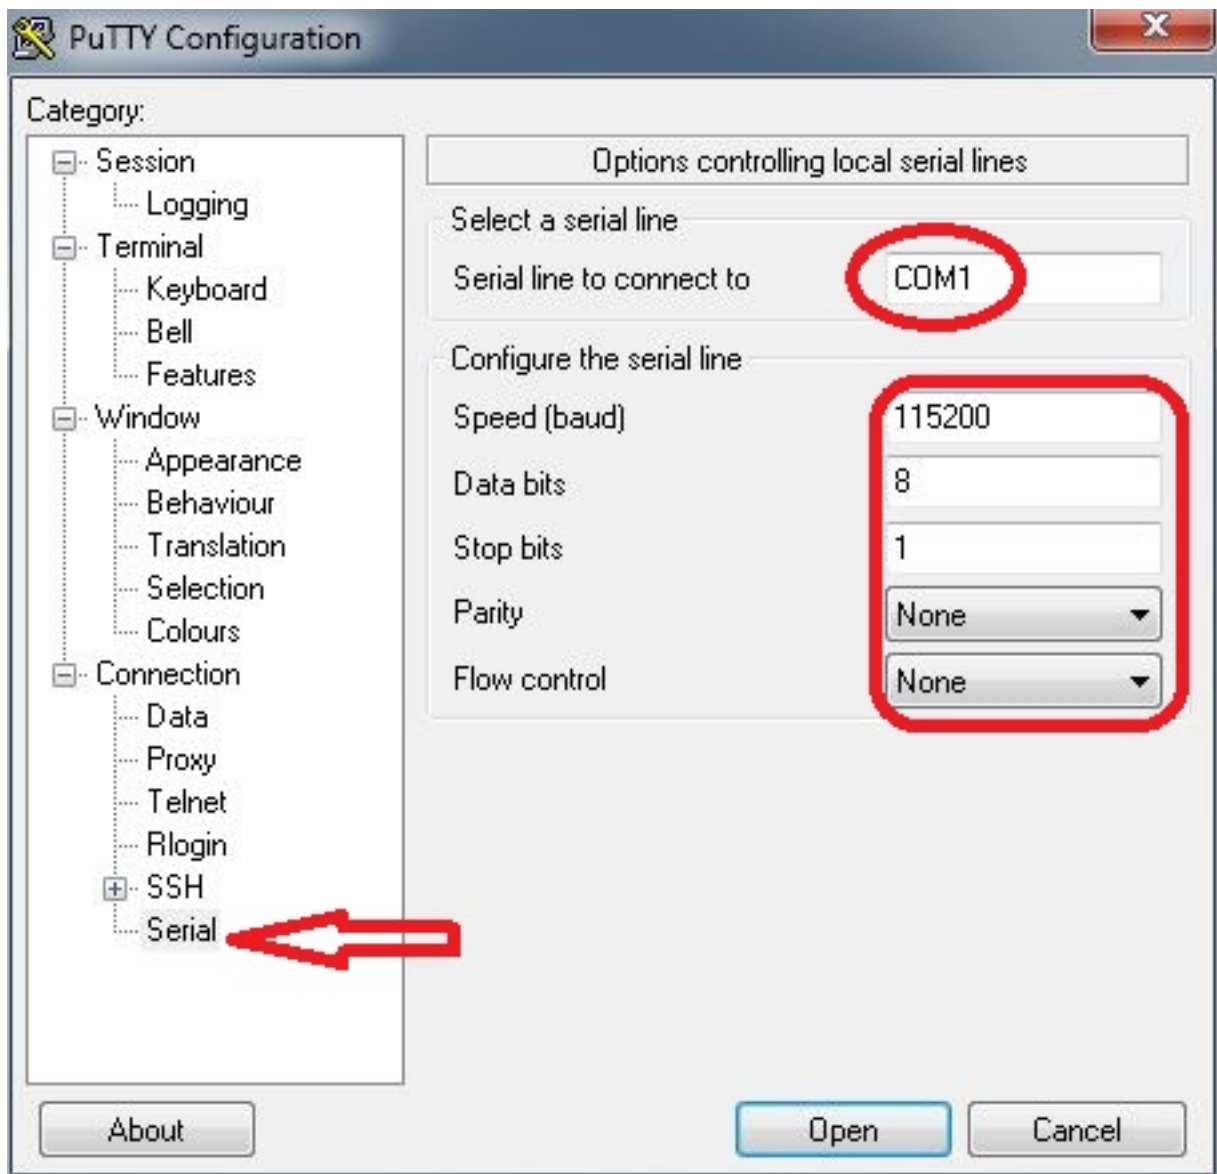 PuTTY Configuration
Category:
Session
Logging
Terminal
Keyboard
Bell
Features
Window
Appearance
Behaviour
Translation
Selection
Colours
Connection
Data
Proxy
Telnet
Rlogin
SSH
Serial
Options controlling local serial lines
Select a serial line
Serial line to connect to COM1
Configure the serial line
Speed (baud) 115200
Data bits 8
Stop bits 1
Parity None
Flow control None
About Open Cancel